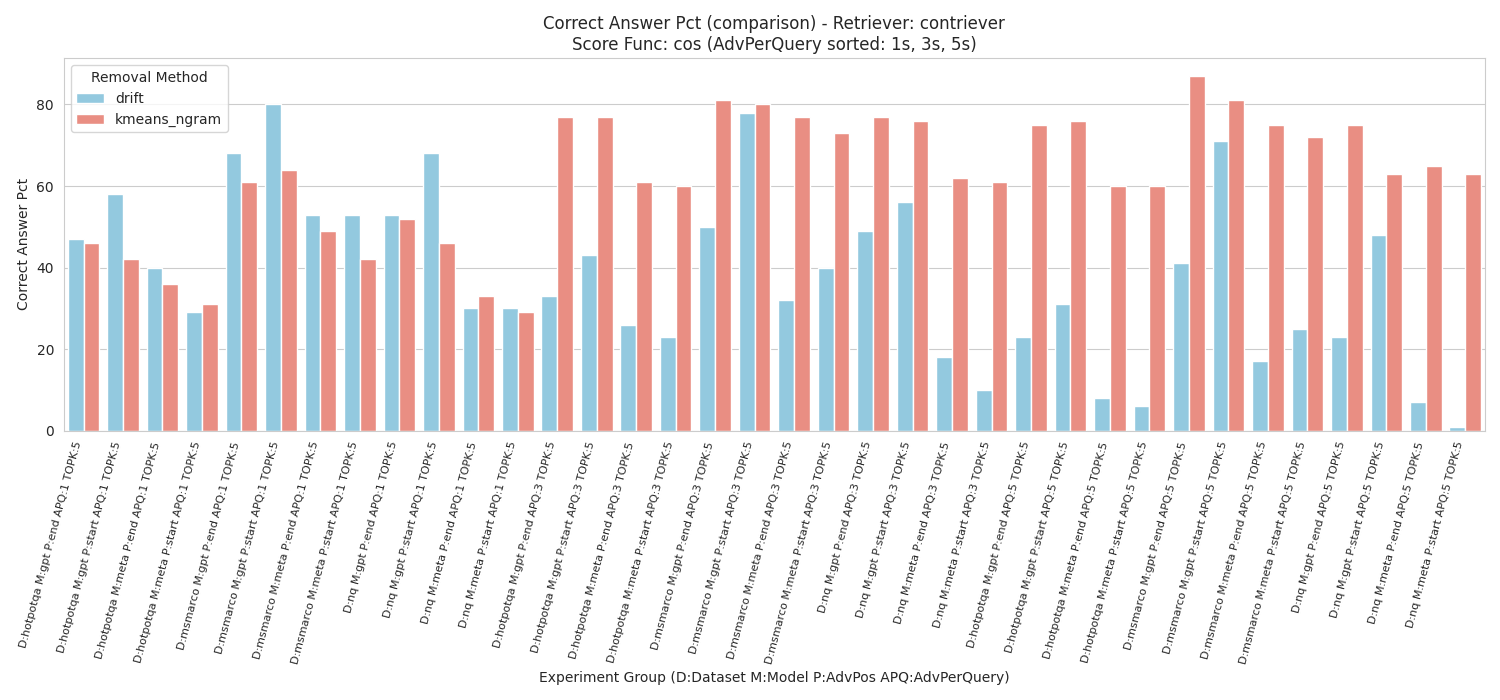 Correct Answer Pct (comparison) - Retriever: contriever
Score Func: cos (AdvPerQuery sorted: 1s, 3s, 5s)
Removal Method
drift
kmeans_ngram
Correct Answer Pct
80
60
40
20
0
D:hotpotqa M:gpt P:end APQ:1 TOPK:5
D:hotpotqa M:gpt P:start APQ:1 TOPK:5
D:hotpotqa M:meta P:end APQ:1 TOPK:5
D:hotpotqa M:meta P:start APQ:1 TOPK:5
D:msmarco M:gpt P:end APQ:1 TOPK:5
D:msmarco M:gpt P:start APQ:1 TOPK:5
D:msmarco M:meta P:end APQ:1 TOPK:5
D:msmarco M:meta P:start APQ:1 TOPK:5
D:nq M:gpt P:end APQ:1 TOPK:5
D:nq M:gpt P:start APQ:1 TOPK:5
D:nq M:meta P:end APQ:1 TOPK:5
D:nq M:meta P:start APQ:1 TOPK:5
D:hotpotqa M:gpt P:end APQ:3 TOPK:5
D:hotpotqa M:gpt P:start APQ:3 TOPK:5
D:hotpotqa M:meta P:end APQ:3 TOPK:5
D:hotpotqa M:meta P:start APQ:3 TOPK:5
D:msmarco M:gpt P:end APQ:3 TOPK:5
D:msmarco M:gpt P:start APQ:3 TOPK:5
D:msmarco M:meta P:end APQ:3 TOPK:5
D:msmarco M:meta P:start APQ:3 TOPK:5
D:nq M:gpt P:end APQ:3 TOPK:5
D:nq M:gpt P:start APQ:3 TOPK:5
D:nq M:meta P:end APQ:3 TOPK:5
D:nq M:meta P:start APQ:3 TOPK:5
D:hotpotqa M:gpt P:end APQ:5 TOPK:5
D:hotpotqa M:gpt P:start APQ:5 TOPK:5
D:hotpotqa M:meta P:end APQ:5 TOPK:5
D:hotpotqa M:meta P:start APQ:5 TOPK:5
D:msmarco M:gpt P:end APQ:5 TOPK:5
D:msmarco M:gpt P:start APQ:5 TOPK:5
D:msmarco M:meta P:end APQ:5 TOPK:5
D:msmarco M:meta P:start APQ:5 TOPK:5
D:nq M:gpt P:end APQ:5 TOPK:5
D:nq M:gpt P:start APQ:5 TOPK:5
D:nq M:meta P:end APQ:5 TOPK:5
D:nq M:meta P:start APQ:5 TOPK:5
Experiment Group (D:Dataset M:Model P:AdvPos APQ:AdvPerQuery)